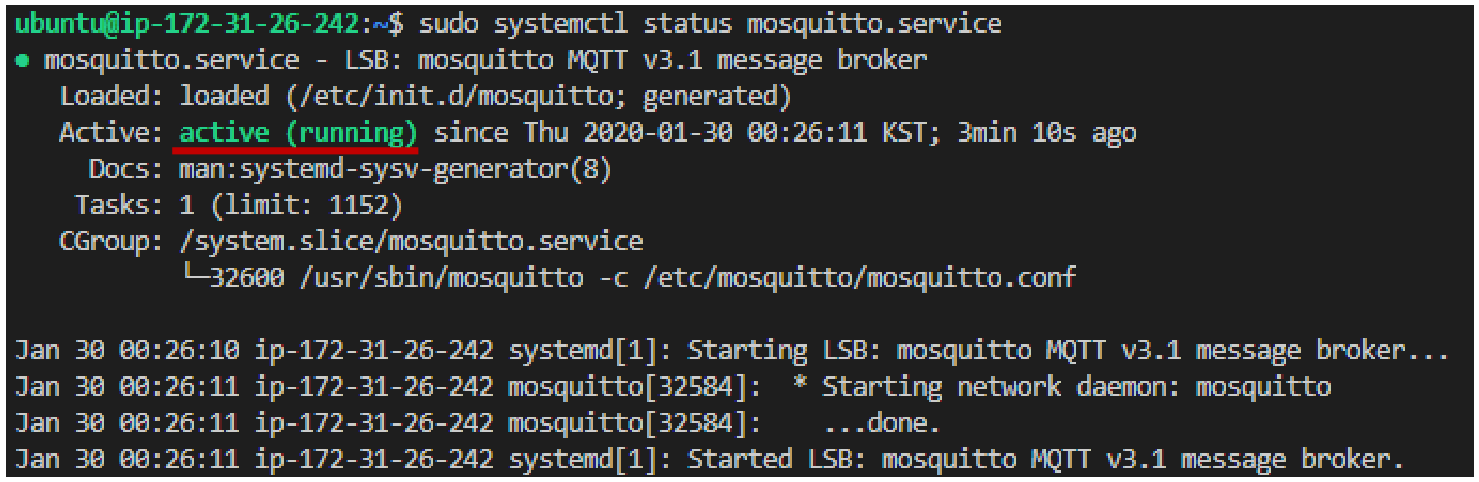 ubuntu@ip-172-31-26-242:~$ sudo systemctl status mosquitto.service
● mosquitto.service - LSB: mosquitto MQTT v3.1 message broker
   Loaded: loaded (/etc/init.d/mosquitto; generated)
   Active: active (running) since Thu 2020-01-30 00:26:11 KST; 3min 10s ago
     Docs: man:systemd-sysv-generator(8)
    Tasks: 1 (limit: 1152)
   CGroup: /system.slice/mosquitto.service
           └─32600 /usr/sbin/mosquitto -c /etc/mosquitto/mosquitto.conf

Jan 30 00:26:10 ip-172-31-26-242 systemd[1]: Starting LSB: mosquitto MQTT v3.1 message broker...
Jan 30 00:26:11 ip-172-31-26-242 mosquitto[32584]:  * Starting network daemon: mosquitto
Jan 30 00:26:11 ip-172-31-26-242 mosquitto[32584]:    ...done.
Jan 30 00:26:11 ip-172-31-26-242 systemd[1]: Started LSB: mosquitto MQTT v3.1 message broker.